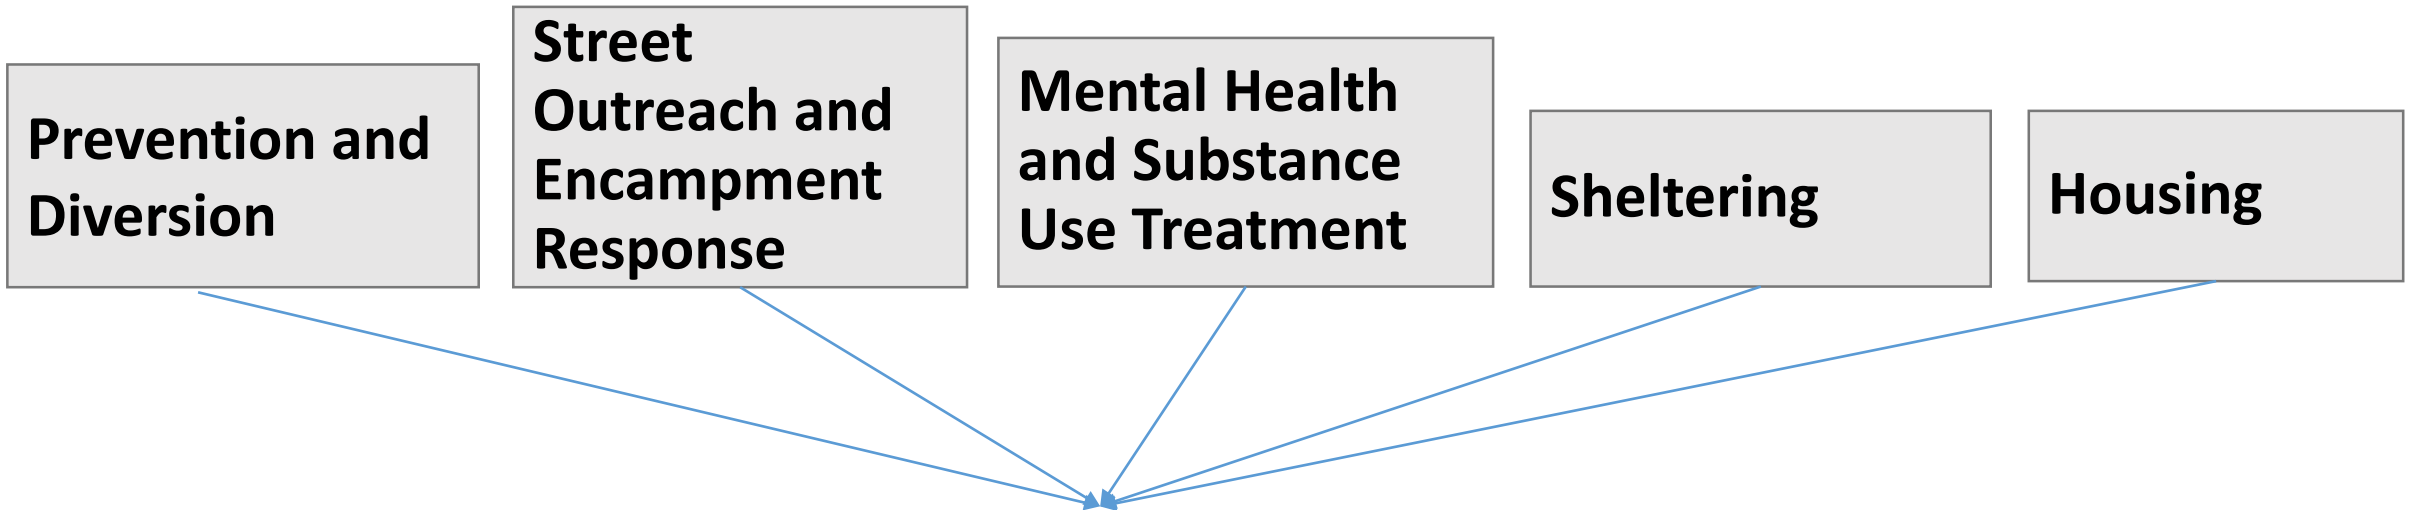 Prevention and
Diversion
Street
Outreach and
Encampment
Response
Mental Health
and Substance
Use Treatment
Sheltering
Housing